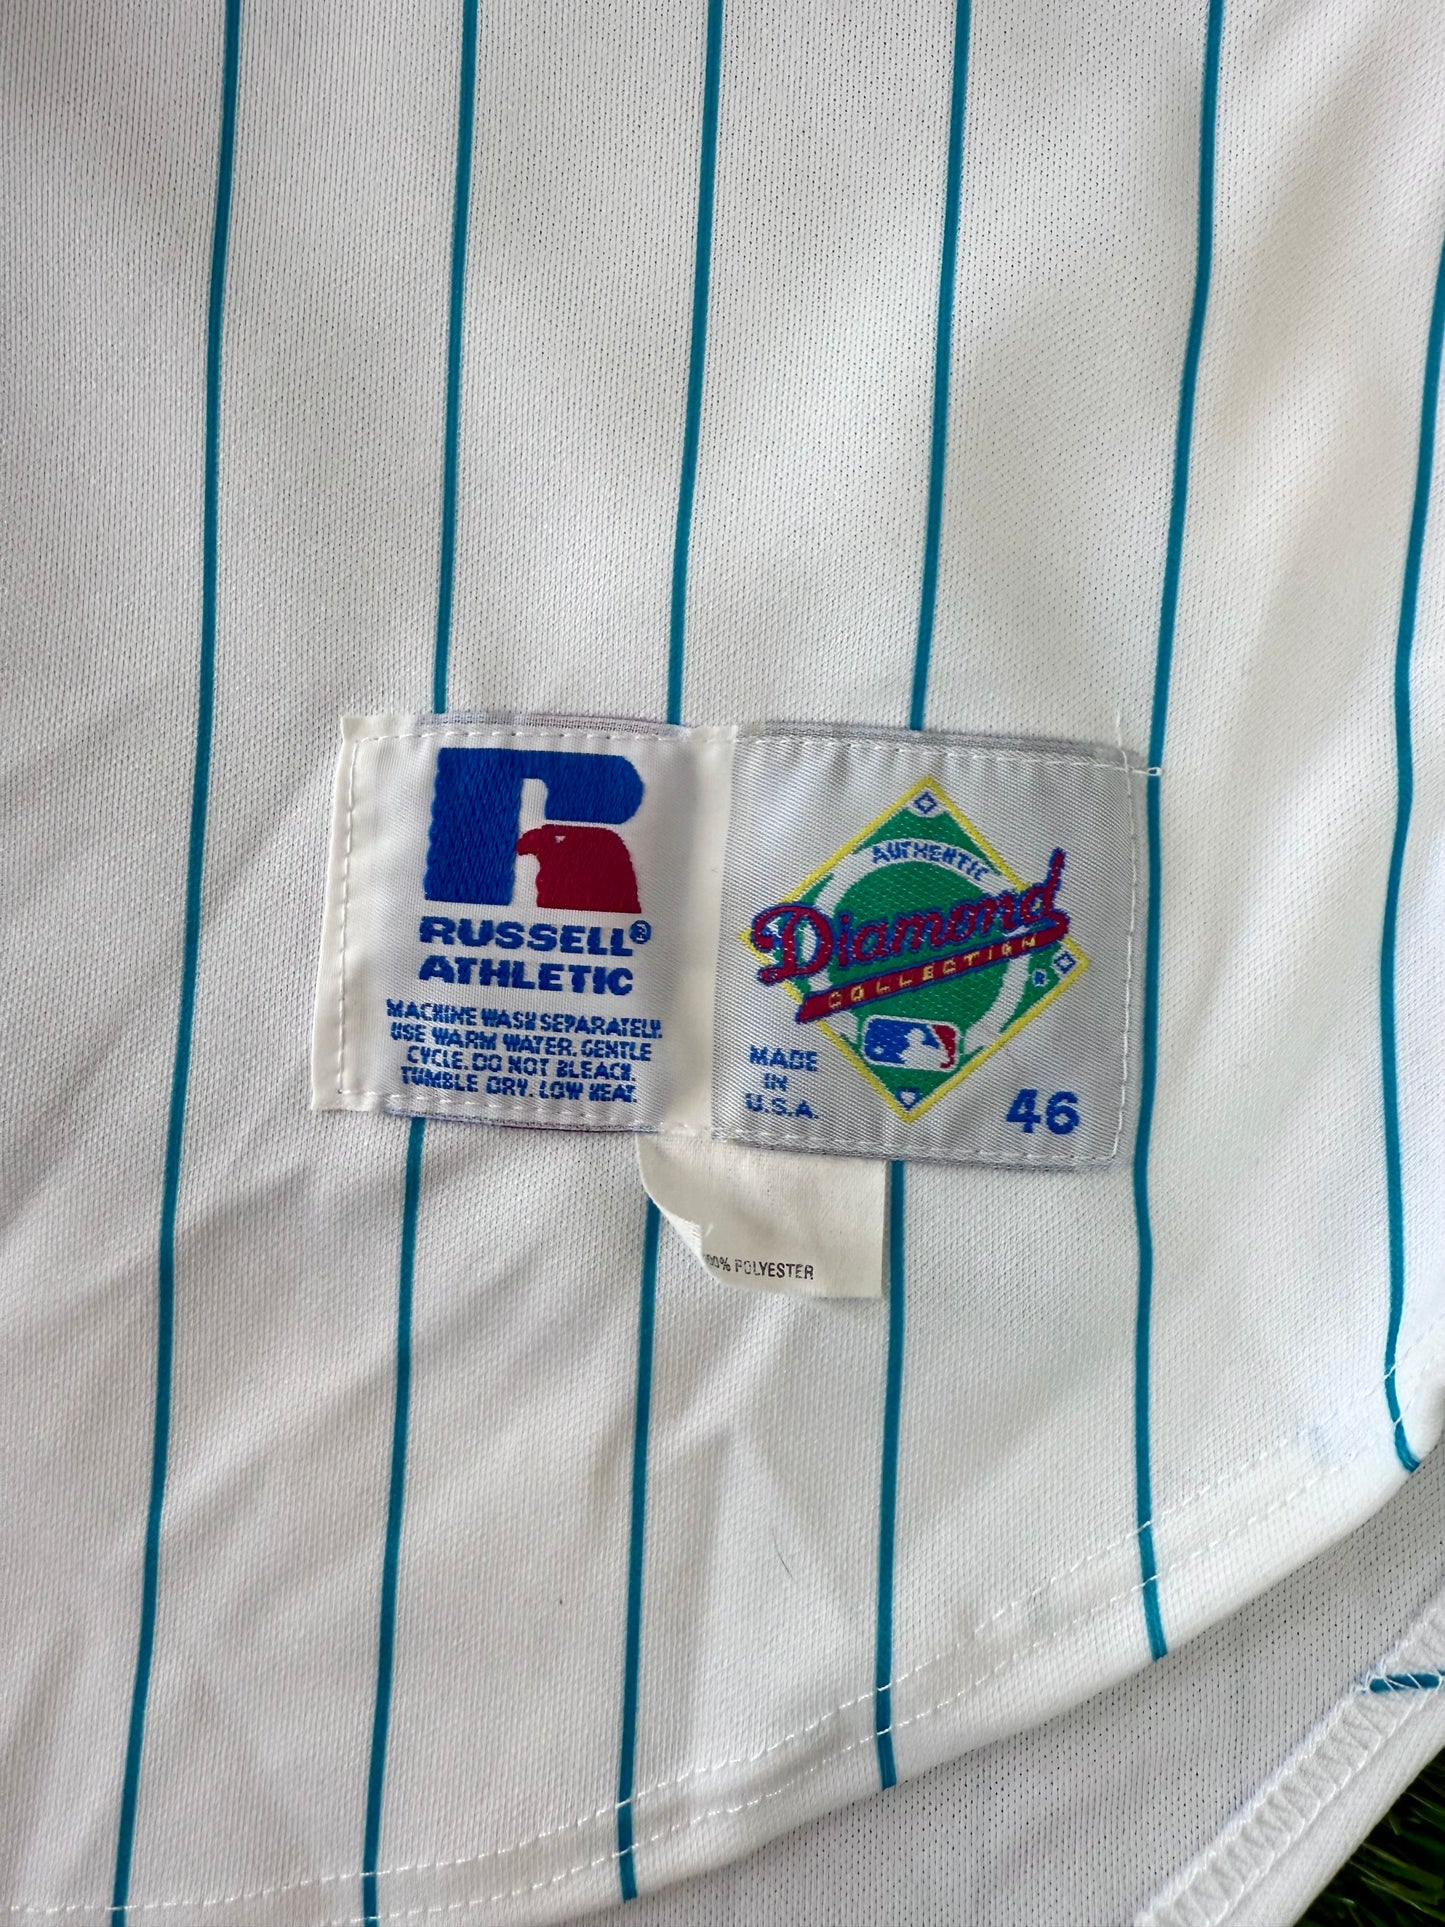 RUSSELL®
ATHLETIC
MACHINE WASH SEPARATELY.
USE WARM WATER. GENTLE
CYCLE. DO NOT BLEACH.
TUMBLE DRY. LOW HEAT.
AUTHENTIC
Diamond
COLLECTION
MADE
IN
U.S.A.
46
00% POLYESTER